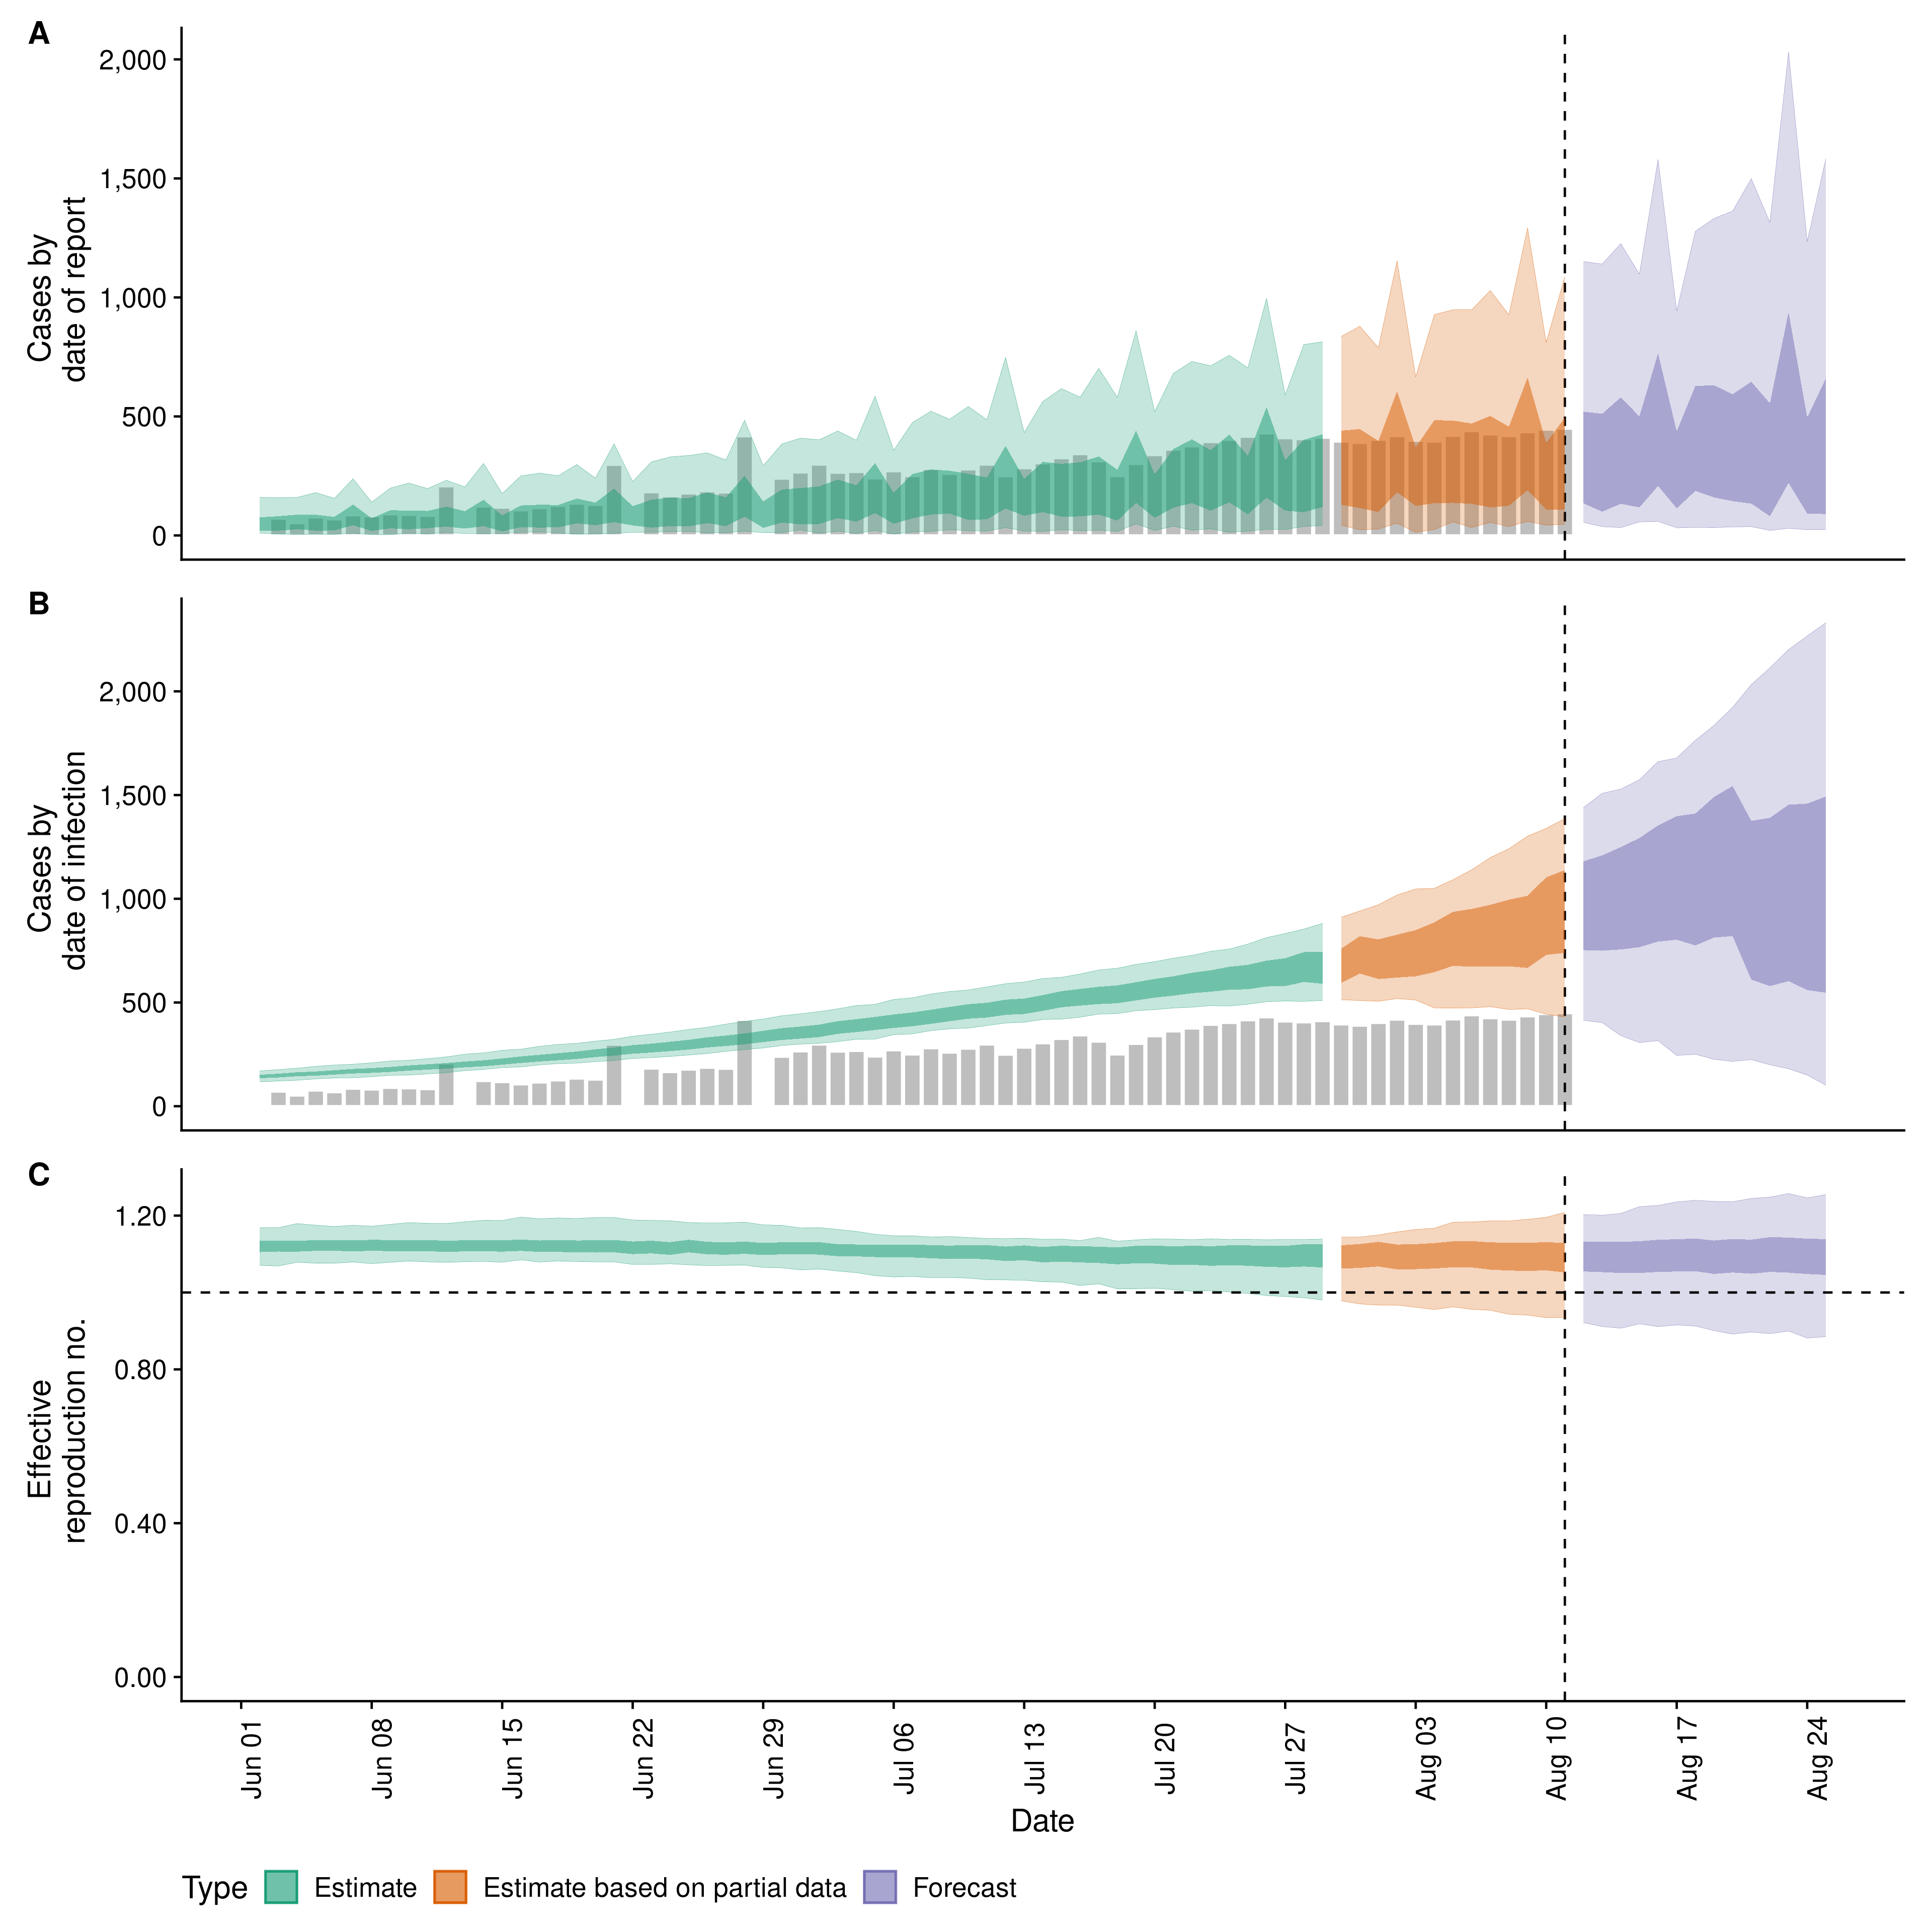 A
Cases by
date of report
2,000
1,500
1,000
500
0
B
Cases by
date of infection
2,000
1,500
1,000
500
0
C
Effective
reproduction no.
1.20
0.80
0.40
0.00
Jun 01
Jun 08
Jun 15
Jun 22
Jun 29
Jul 06
Jul 13
Jul 20
Jul 27
Aug 03
Aug 10
Aug 17
Aug 24
Date
Type Estimate Estimate based on partial data Forecast